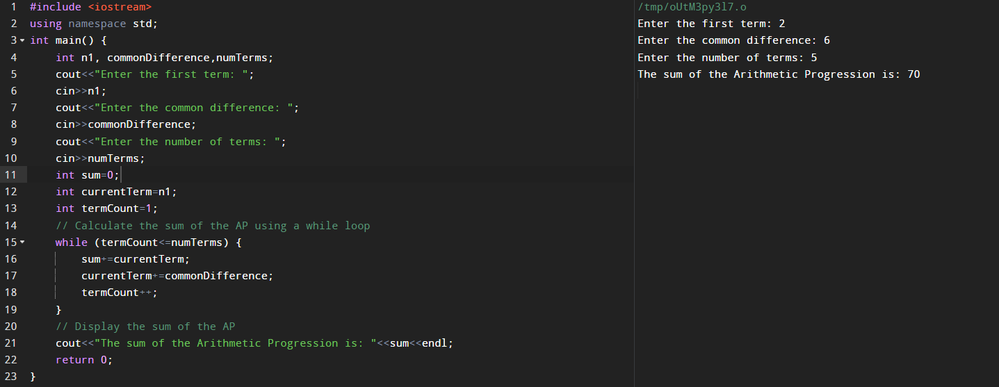 1 #include <iostream>
2 using namespace std;
3 int main() {
4     int n1, commonDifference,numTerms;
5     cout<<"Enter the first term: ";
6     cin>>n1;
7     cout<<"Enter the common difference: ";
8     cin>>commonDifference;
9     cout<<"Enter the number of terms: ";
10     cin>>numTerms;
11     int sum=0;
12     int currentTerm=n1;
13     int termCount=1;
14     // Calculate the sum of the AP using a while loop
15     while (termCount<=numTerms) {
16         sum+=currentTerm;
17         currentTerm+=commonDifference;
18         termCount++;
19     }
20     // Display the sum of the AP
21     cout<<"The sum of the Arithmetic Progression is: "<<sum<<endl;
22     return 0;
23 }
/tmp/oUtM3py3l7.o
Enter the first term: 2
Enter the common difference: 6
Enter the number of terms: 5
The sum of the Arithmetic Progression is: 70